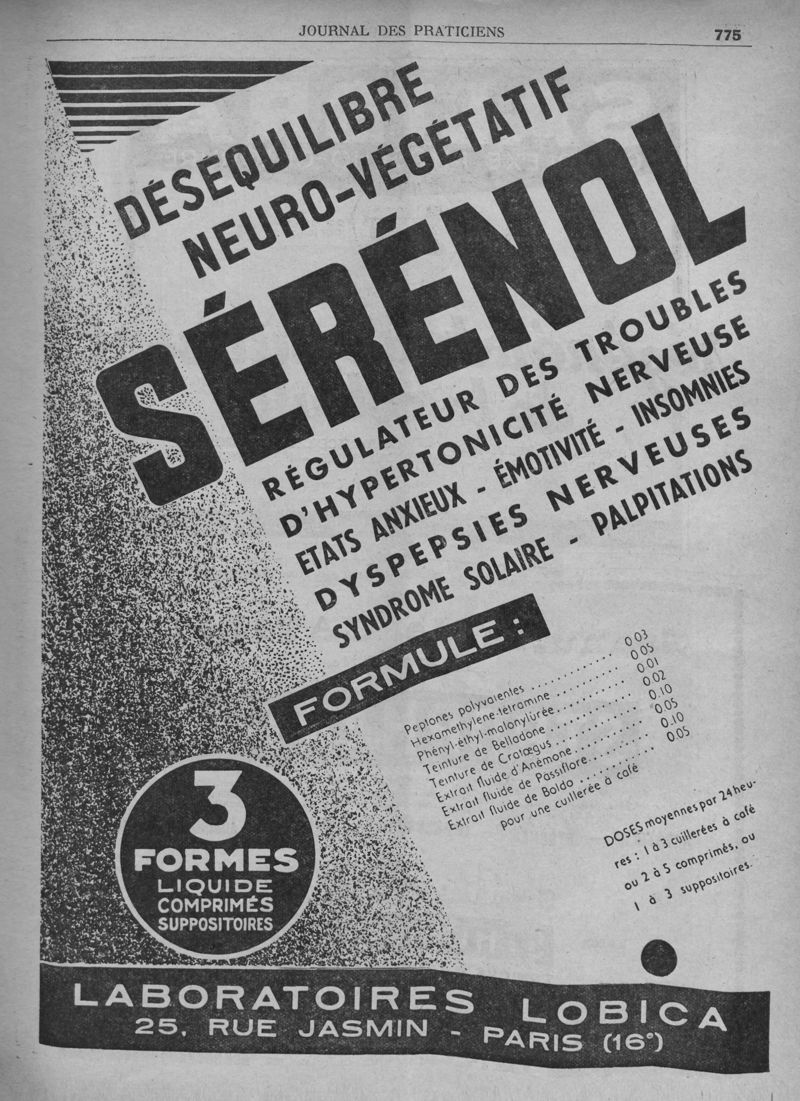 JOURNAL DES PRATICIENS
775
DÉSÉQUILIBRE
NEURO-VÉGÉTATIF
SÉRÉNOL
RÉGULATEUR DES TROUBLES
D'HYPERTONICITÉ NERVEUSE
ETATS ANXIEUX - ÉMOTIVITÉ - INSOMNIES
DYSPEPSIES NERVEUSES
SYNDROME SOLAIRE - PALPITATIONS
FORMULE :
Peptones polyvalentes . . . . . . . . . . . . 0.03
Hexamethylene-tétramine . . . . . . . . . . 0.05
Phényl-éthyl-malonylurée . . . . . . . . . . 0.01
Teinture de Belladone . . . . . . . . . . . . 0.02
Teinture de Cratœgus . . . . . . . . . . . . 0.10
Extrait fluide d'Anémone . . . . . . . . . . 0.05
Extrait fluide de Passiflore . . . . . . . . . 0.10
Extrait fluide de Boldo . . . . . . . . . . . 0.05
pour une cuillerée à café
3
FORMES
LIQUIDE
COMPRIMÉS
SUPPOSITOIRES
DOSES moyennes par 24 heu-
res : 1 à 3 cuillerées à café
ou 2 à 5 comprimés, ou
1 à 3 suppositoires.
LABORATOIRES LOBICA
25, RUE JASMIN - PARIS (16°)